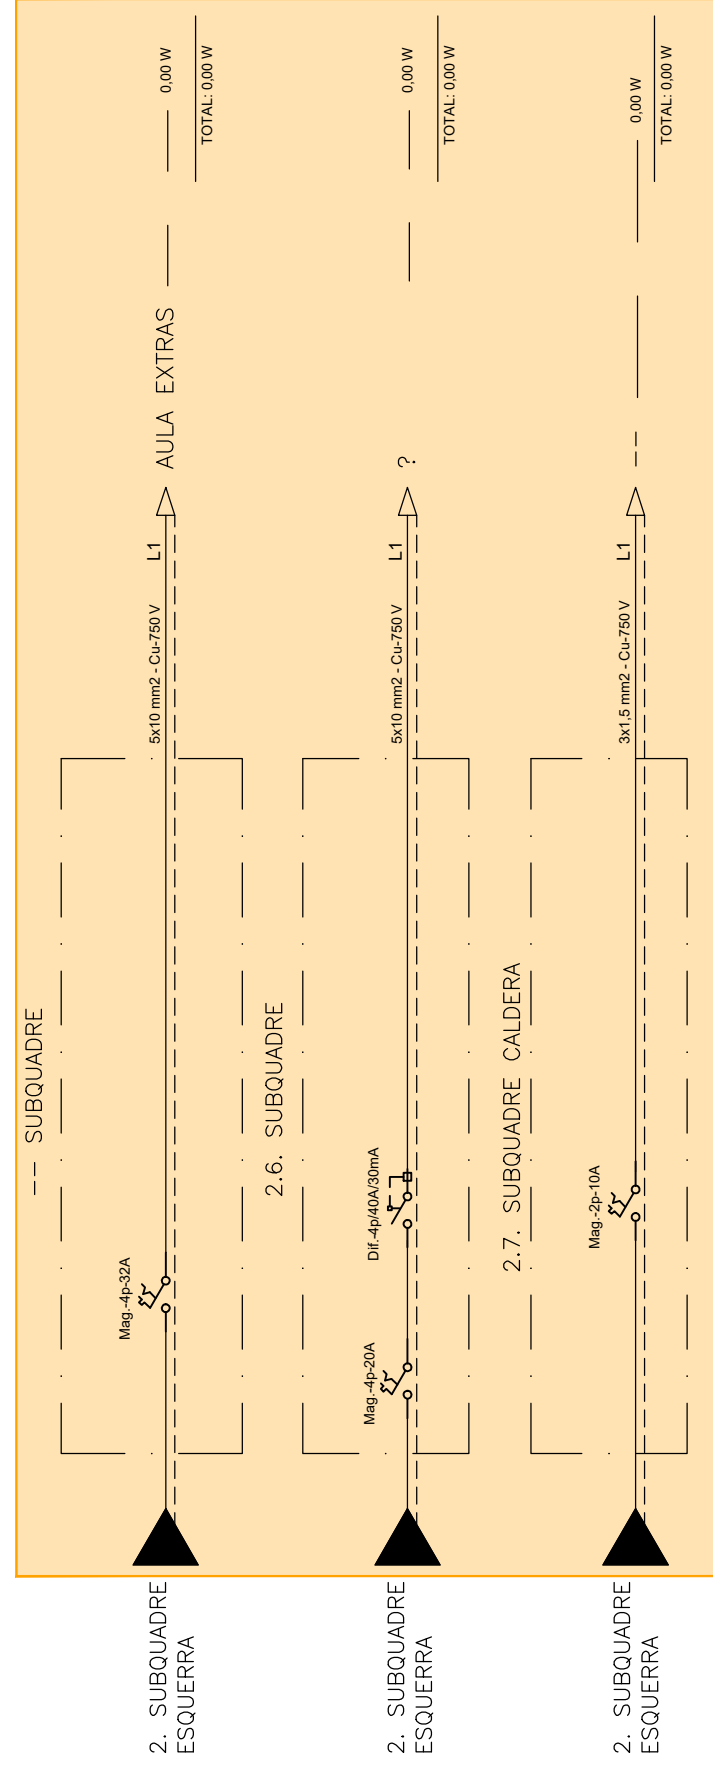 -- SUBQUADRE
2. SUBQUADRE
ESQUERRA
Mag.-4p-32A
5x10 mm2 - Cu-750 V
L1
AULA EXTRAS
0,00 W
TOTAL: 0,00 W
2.6. SUBQUADRE
2. SUBQUADRE
ESQUERRA
Mag.-4p-20A
Dif.-4p/40A/30mA
5x10 mm2 - Cu-750 V
L1
?
0,00 W
TOTAL: 0,00 W
2.7. SUBQUADRE CALDERA
2. SUBQUADRE
ESQUERRA
Mag.-2p-10A
3x1,5 mm2 - Cu-750 V
L1
--
0,00 W
TOTAL: 0,00 W